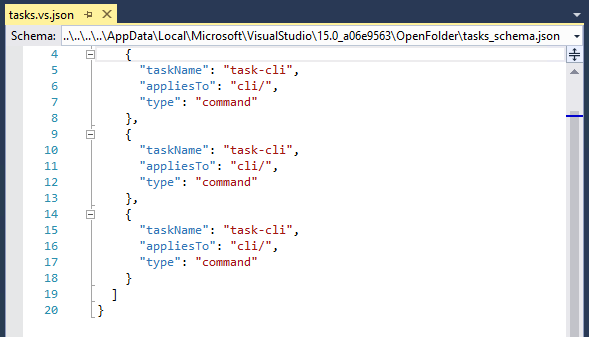 tasks.vs.json
Schema: ..\..\..\..\AppData\Local\Microsoft\VisualStudio\15.0_a06e9563\OpenFolder\tasks_schema.json
4 {
5 "taskName": "task-cli",
6 "appliesTo": "cli/",
7 "type": "command"
8 },
9 {
10 "taskName": "task-cli",
11 "appliesTo": "cli/",
12 "type": "command"
13 },
14 {
15 "taskName": "task-cli",
16 "appliesTo": "cli/",
17 "type": "command"
18 }
19 ]
20 }